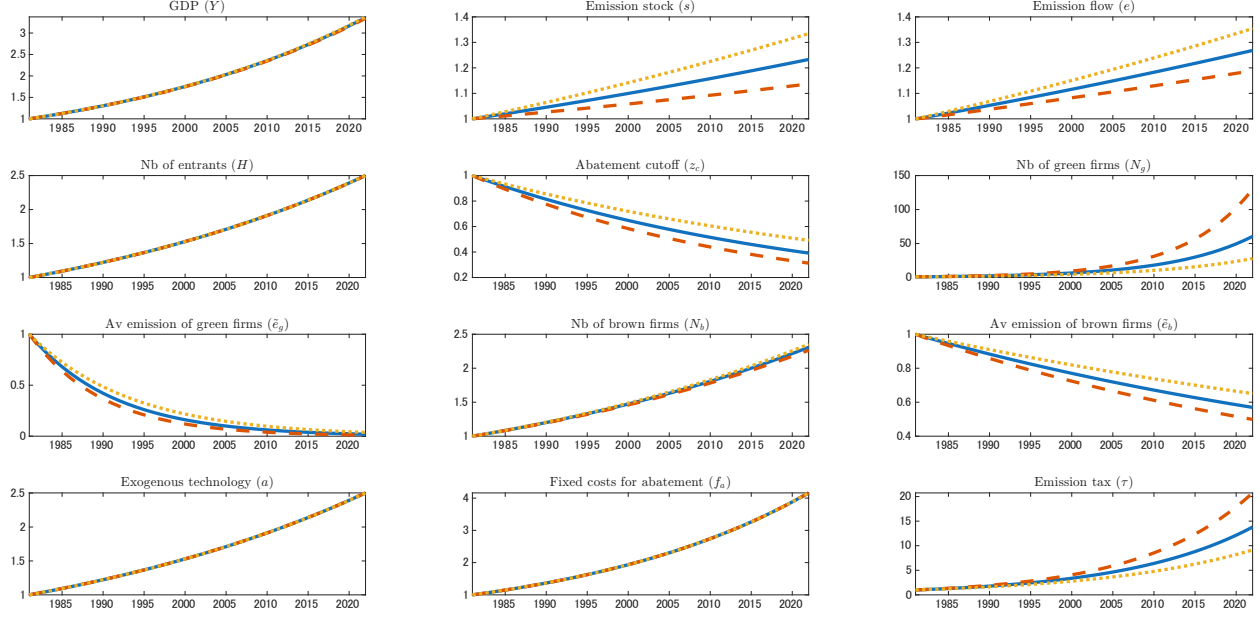 GDP (Y)
Emission stock (s)
Emission flow (e)
3
2.5
2
1.5
1
1985 1990 1995 2000 2005 2010 2015 2020
1.4
1.3
1.2
1.1
1.0
1985 1990 1995 2000 2005 2010 2015 2020
1.4
1.3
1.2
1.1
1.0
1985 1990 1995 2000 2005 2010 2015 2020
Nb of entrants (H)
Abatement cutoff (z_c)
Nb of green firms (N_g)
2.5
2
1.5
1
1985 1990 1995 2000 2005 2010 2015 2020
1
0.8
0.6
0.4
0.2
1985 1990 1995 2000 2005 2010 2015 2020
150
100
50
0
1985 1990 1995 2000 2005 2010 2015 2020
Av emission of green firms (ẽ_g)
Nb of brown firms (N_b)
Av emission of brown firms (ẽ_b)
1
0.5
0
1985 1990 1995 2000 2005 2010 2015 2020
2.5
2
1.5
1
1985 1990 1995 2000 2005 2010 2015 2020
1
0.8
0.6
0.4
1985 1990 1995 2000 2005 2010 2015 2020
Exogenous technology (a)
Fixed costs for abatement (f_a)
Emission tax (τ)
2.5
2
1.5
1
1985 1990 1995 2000 2005 2010 2015 2020
4
3
2
1
1985 1990 1995 2000 2005 2010 2015 2020
20
15
10
5
0
1985 1990 1995 2000 2005 2010 2015 2020